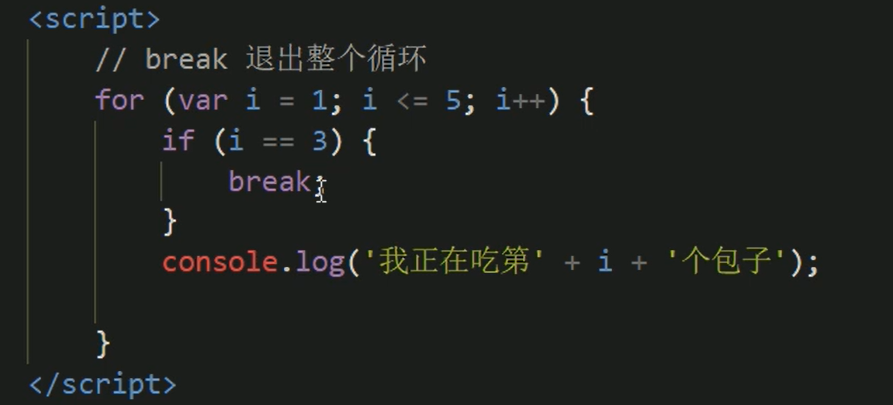 <script>
// break 退出整个循环
for (var i = 1; i <= 5; i++) {
if (i == 3) {
break;
}
console.log('我正在吃第' + i + '个包子');
}
</script>